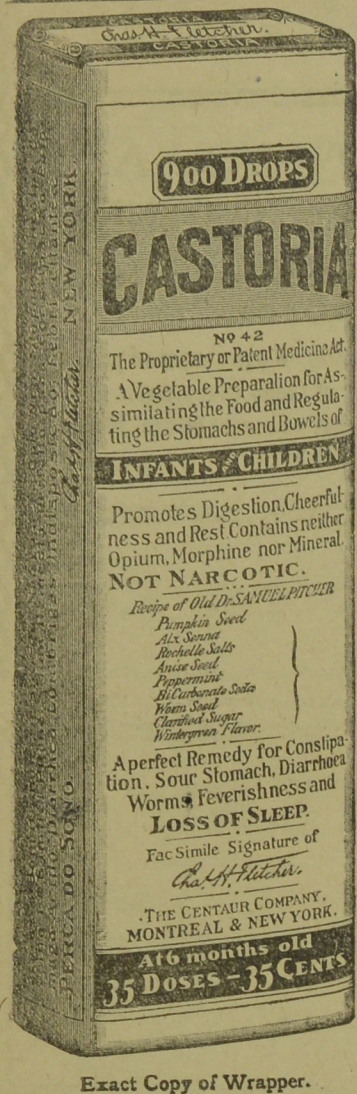 CASTORIA
Chas. H. Fletcher.
CASTORIA
900 DROPS
CASTORIA
Nº 42
The Proprietary or Patent Medicine Act.
A Vegetable Preparation for As-
similating the Food and Regula-
ting the Stomachs and Bowels of
INFANTS AND CHILDREN
Promotes Digestion, Cheerful-
ness and Rest Contains neither
Opium, Morphine nor Mineral.
NOT NARCOTIC.
Recipe of Old Dr. SAMUEL PITCHER
Pumpkin Seed
Alx. Senna
Rochelle Salts
Anise Seed
Peppermint
Bi Carbonate Soda
Worm Seed
Clarified Sugar
Wintergreen Flavor.
A perfect Remedy for Constipa-
tion, Sour Stomach, Diarrhoea
Worms, Feverishness and
LOSS OF SLEEP.
Fac Simile Signature of
Chas. H. Fletcher.
THE CENTAUR COMPANY,
MONTREAL & NEW YORK.
At 6 months old
35 DOSES – 35 CENTS
Chas. H. Fletcher. NEW YORK.
PERCA DO SONO.
Exact Copy of Wrapper.